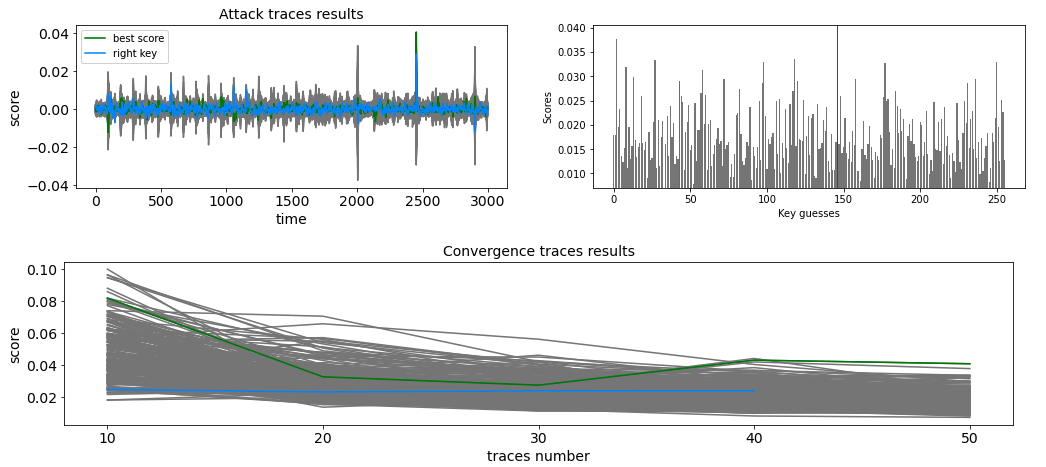 Attack traces results
best score
right key
0.04
0.02
0.00
−0.02
−0.04
score
0 500 1000 1500 2000 2500 3000
time
0.040
0.035
0.030
0.025
0.020
0.015
0.010
Scores
0 50 100 150 200 250
Key guesses
Convergence traces results
0.10
0.08
0.06
0.04
0.02
score
10 20 30 40 50
traces number